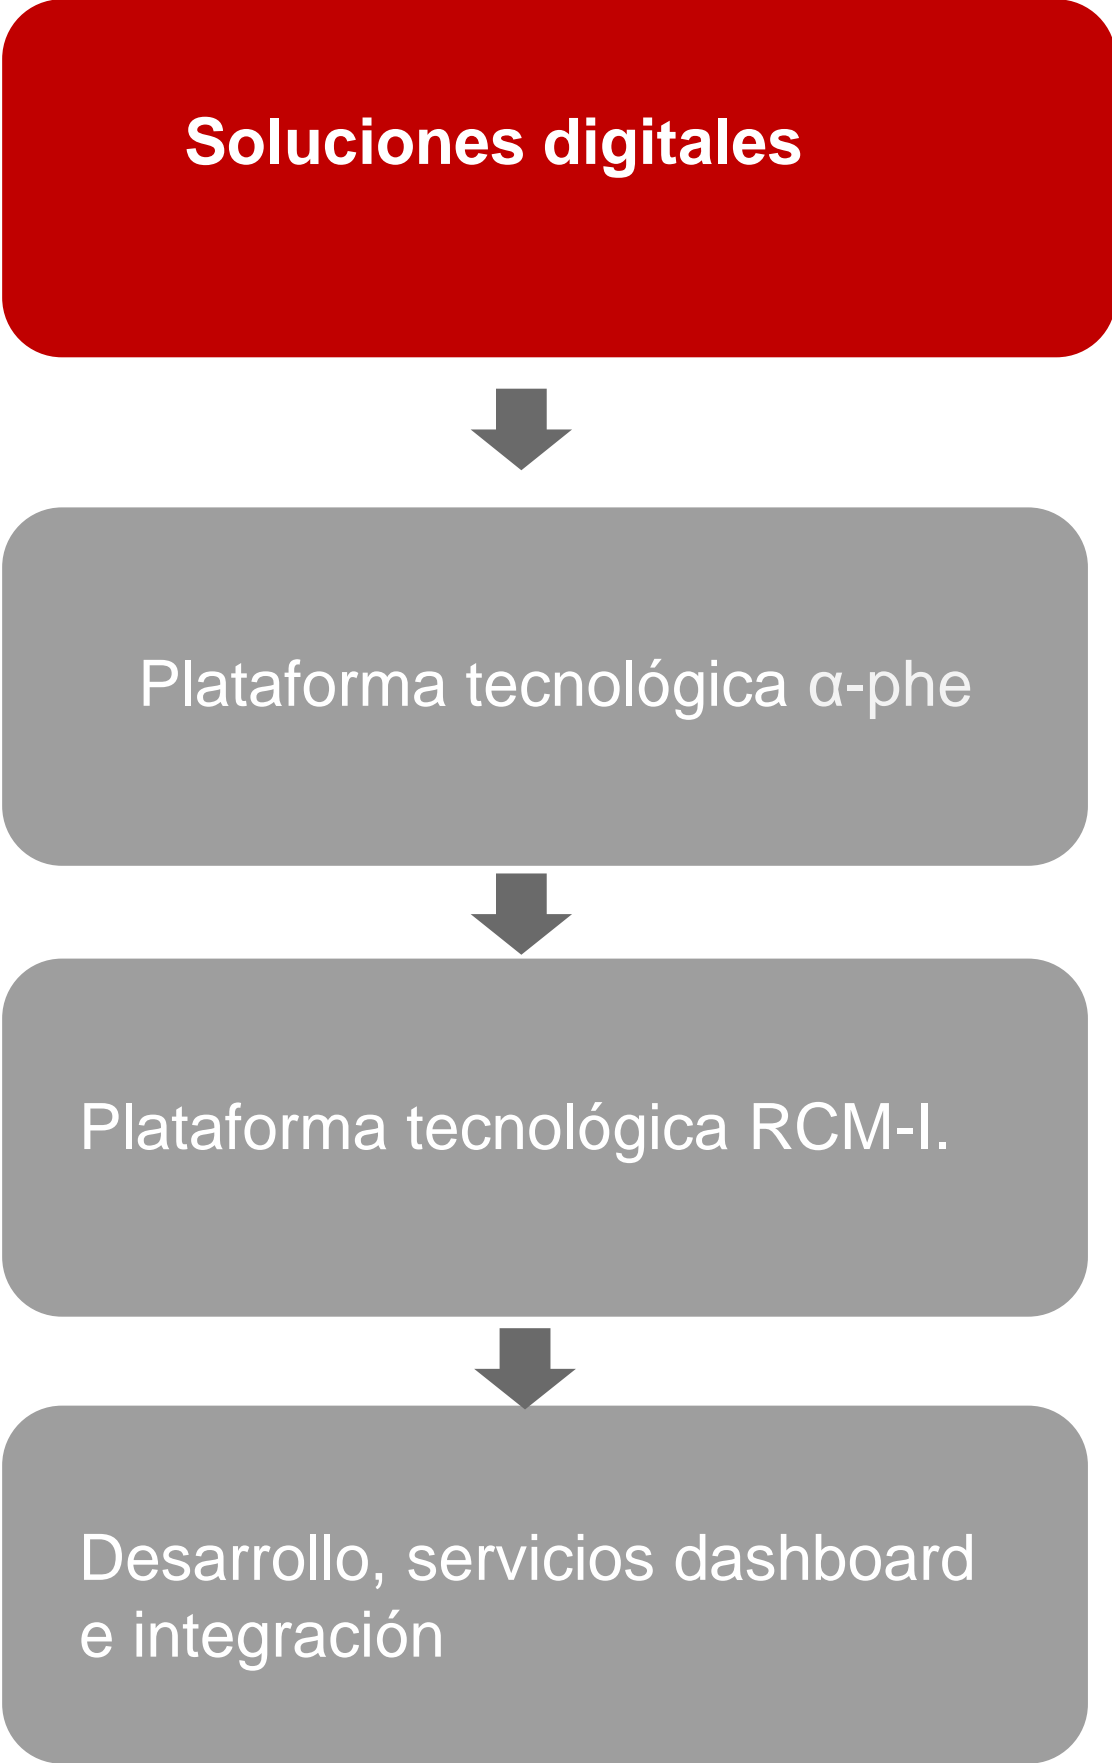 Soluciones digitales
Plataforma tecnológica α-phe
Plataforma tecnológica RCM-I.
Desarrollo, servicios dashboard
e integración